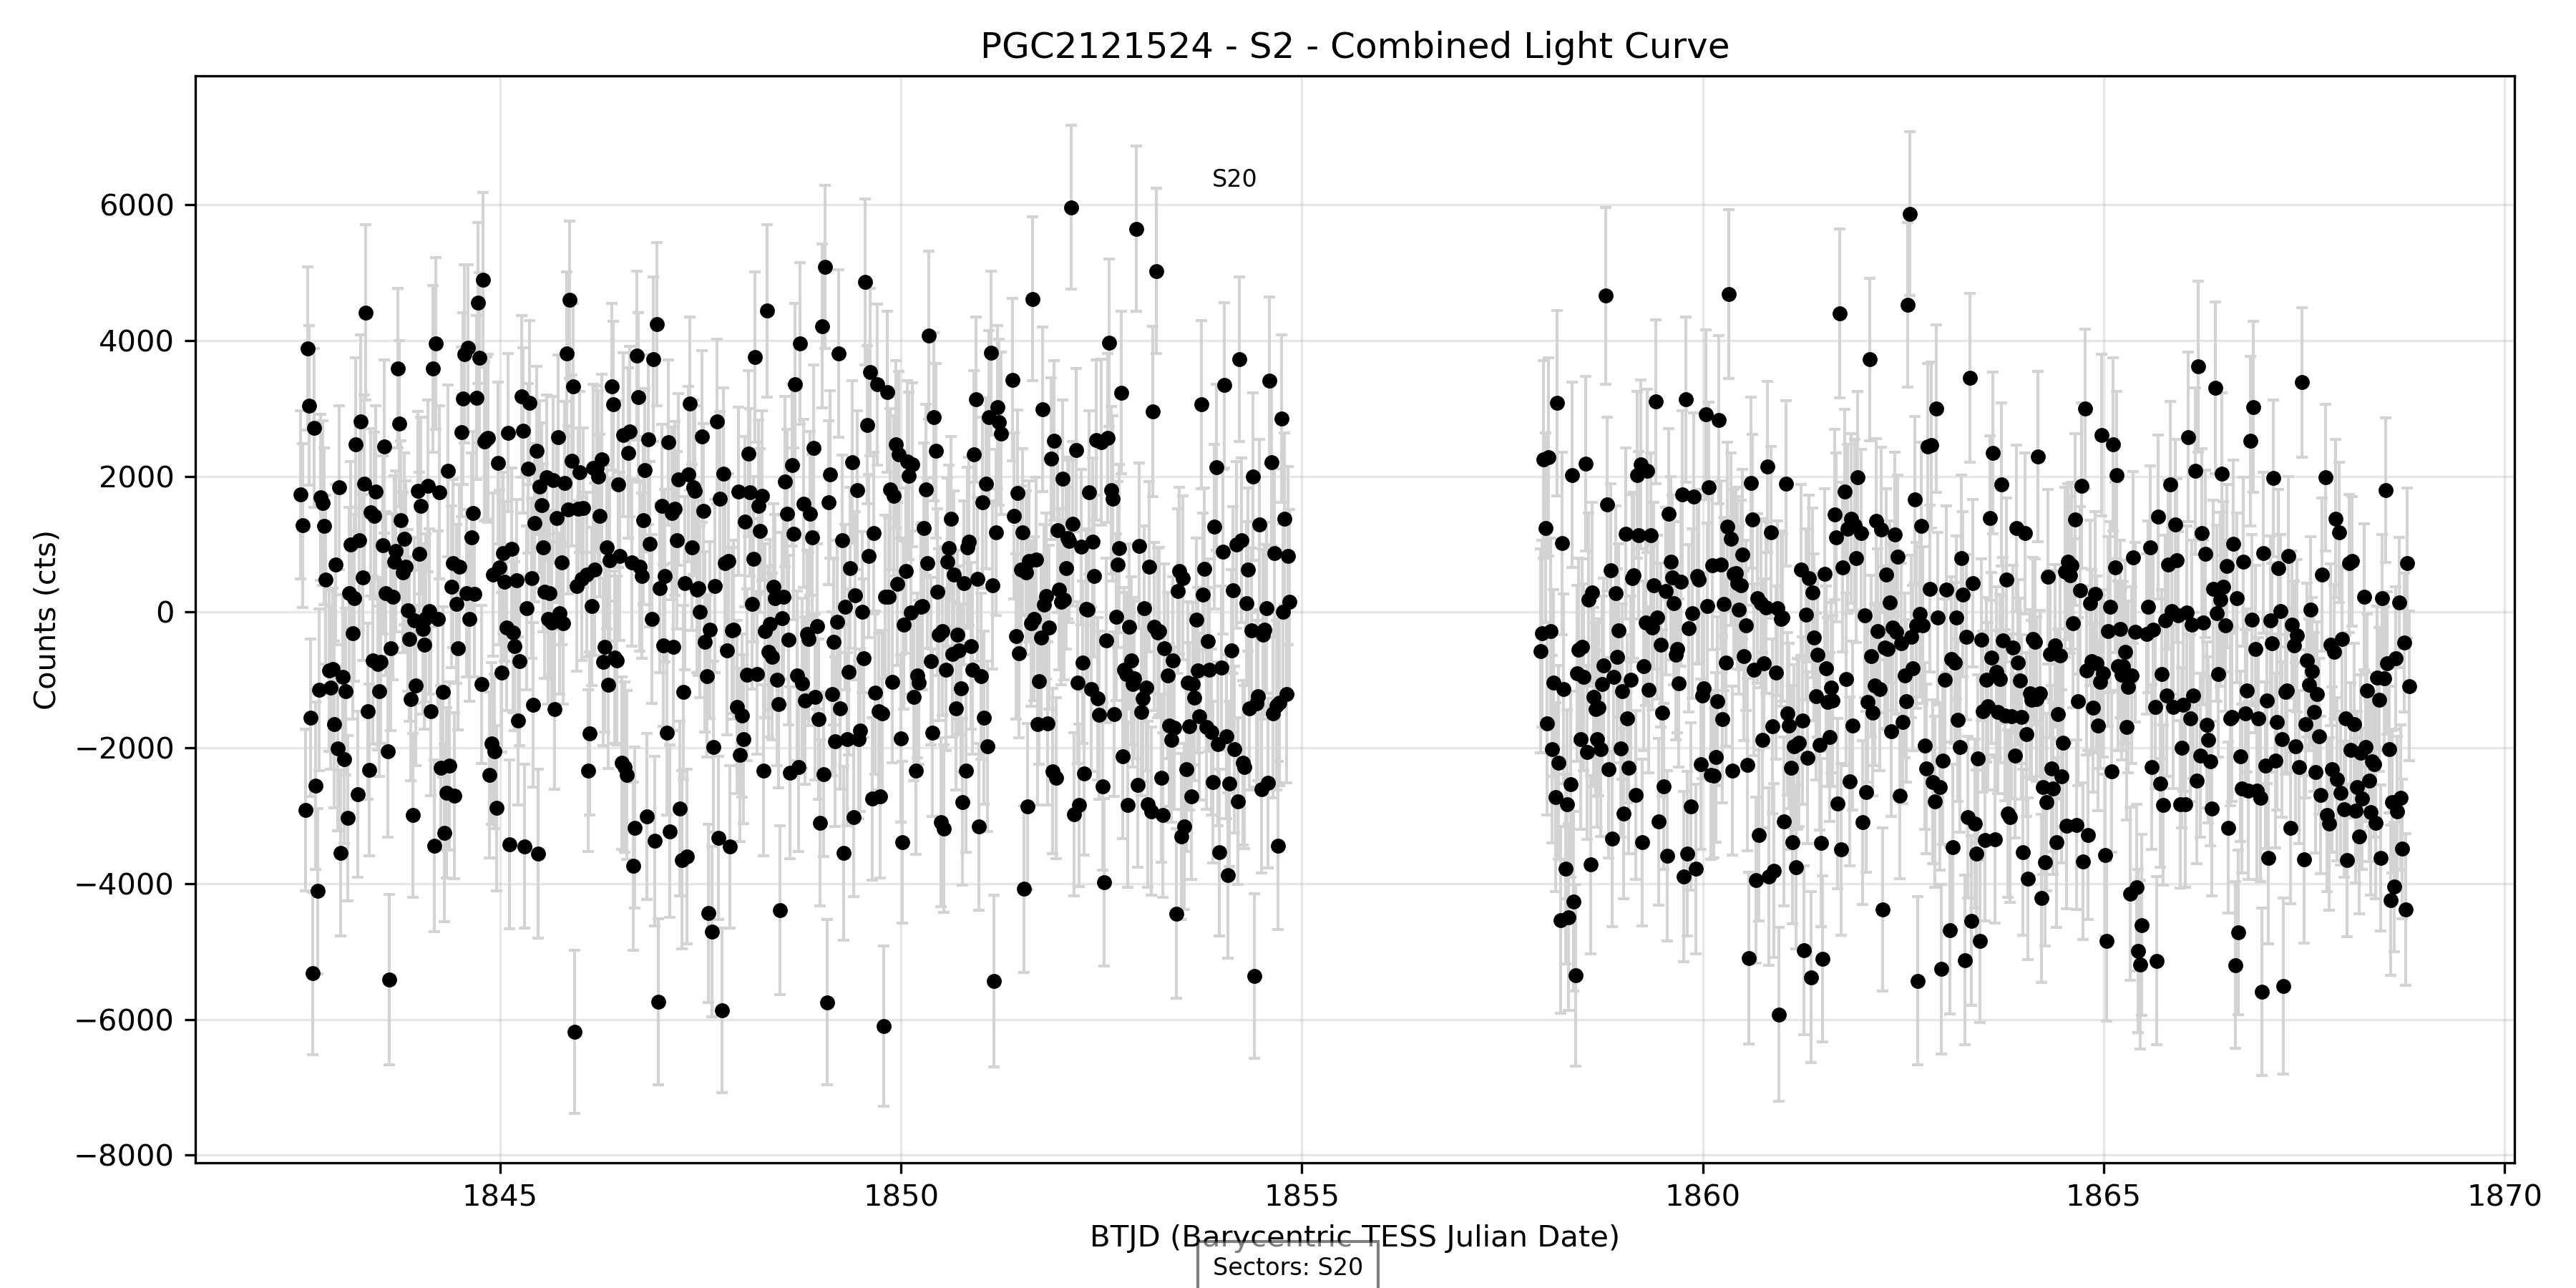 PGC2121524 - S2 - Combined Light Curve
S20
6000
4000
2000
0
−2000
−4000
−6000
−8000
Counts (cts)
1845 1850 1855 1860 1865 1870
BTJD (Barycentric TESS Julian Date)
Sectors: S20